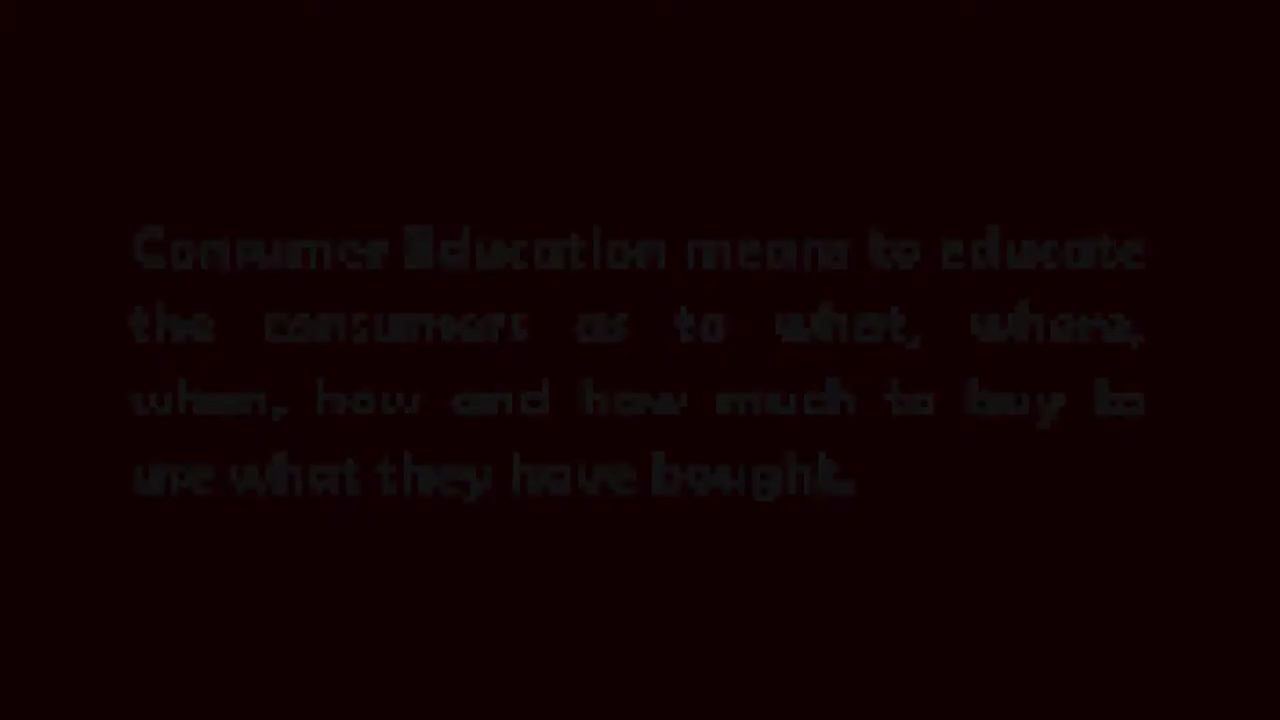 Consumer Education means to educate
the consumers as to what, where,
when, how and how much to buy to
use what they have bought.